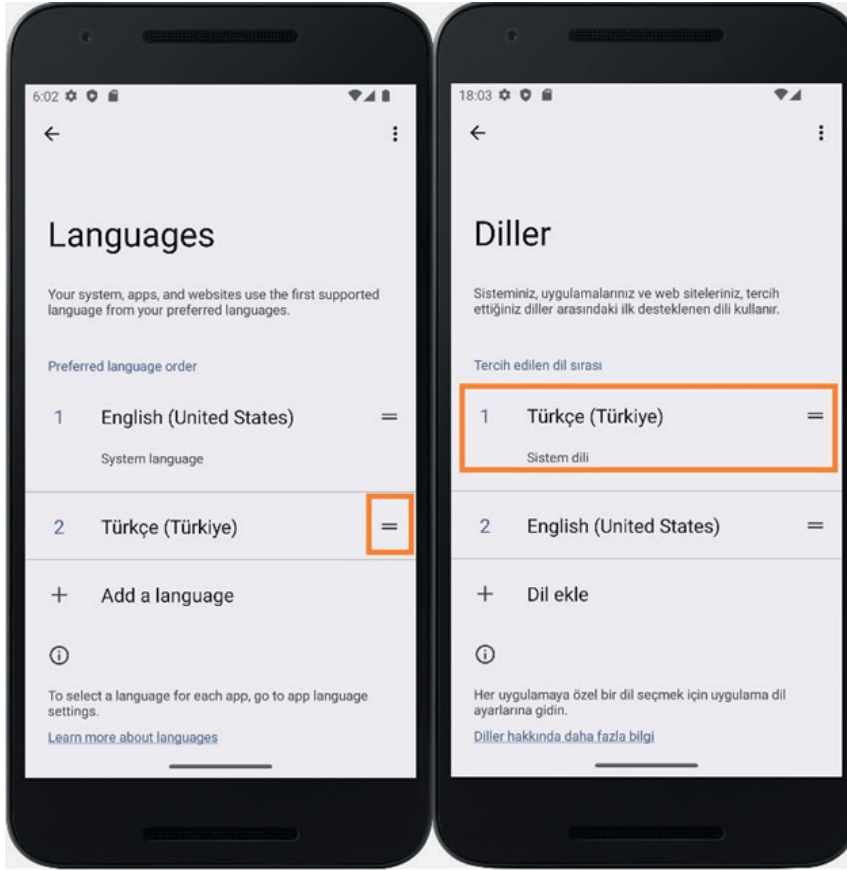 6:02
Languages
Your system, apps, and websites use the first supported
language from your preferred languages.
Preferred language order
1 English (United States)
System language
2 Türkçe (Türkiye)
+ Add a language
To select a language for each app, go to app language
settings.
Learn more about languages
18:03
Diller
Sisteminiz, uygulamalarınız ve web siteleriniz, tercih
ettiğiniz diller arasındaki ilk desteklenen dili kullanır.
Tercih edilen dil sırası
1 Türkçe (Türkiye)
Sistem dili
2 English (United States)
+ Dil ekle
Her uygulamaya özel bir dil seçmek için uygulama dil
ayarlarına gidin.
Diller hakkında daha fazla bilgi